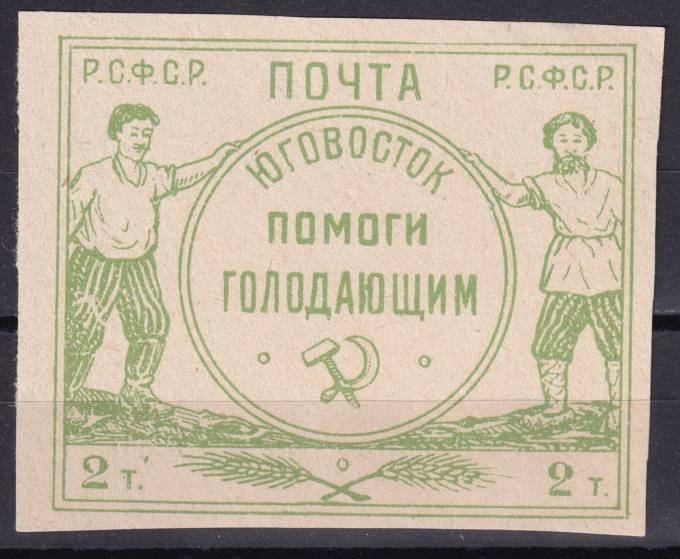 Р.С.Ф.С.Р. ПОЧТА Р.С.Ф.С.Р.
ЮГОВОСТОК
ПОМОГИ
ГОЛОДАЮЩИМ
2 т. 2 т.